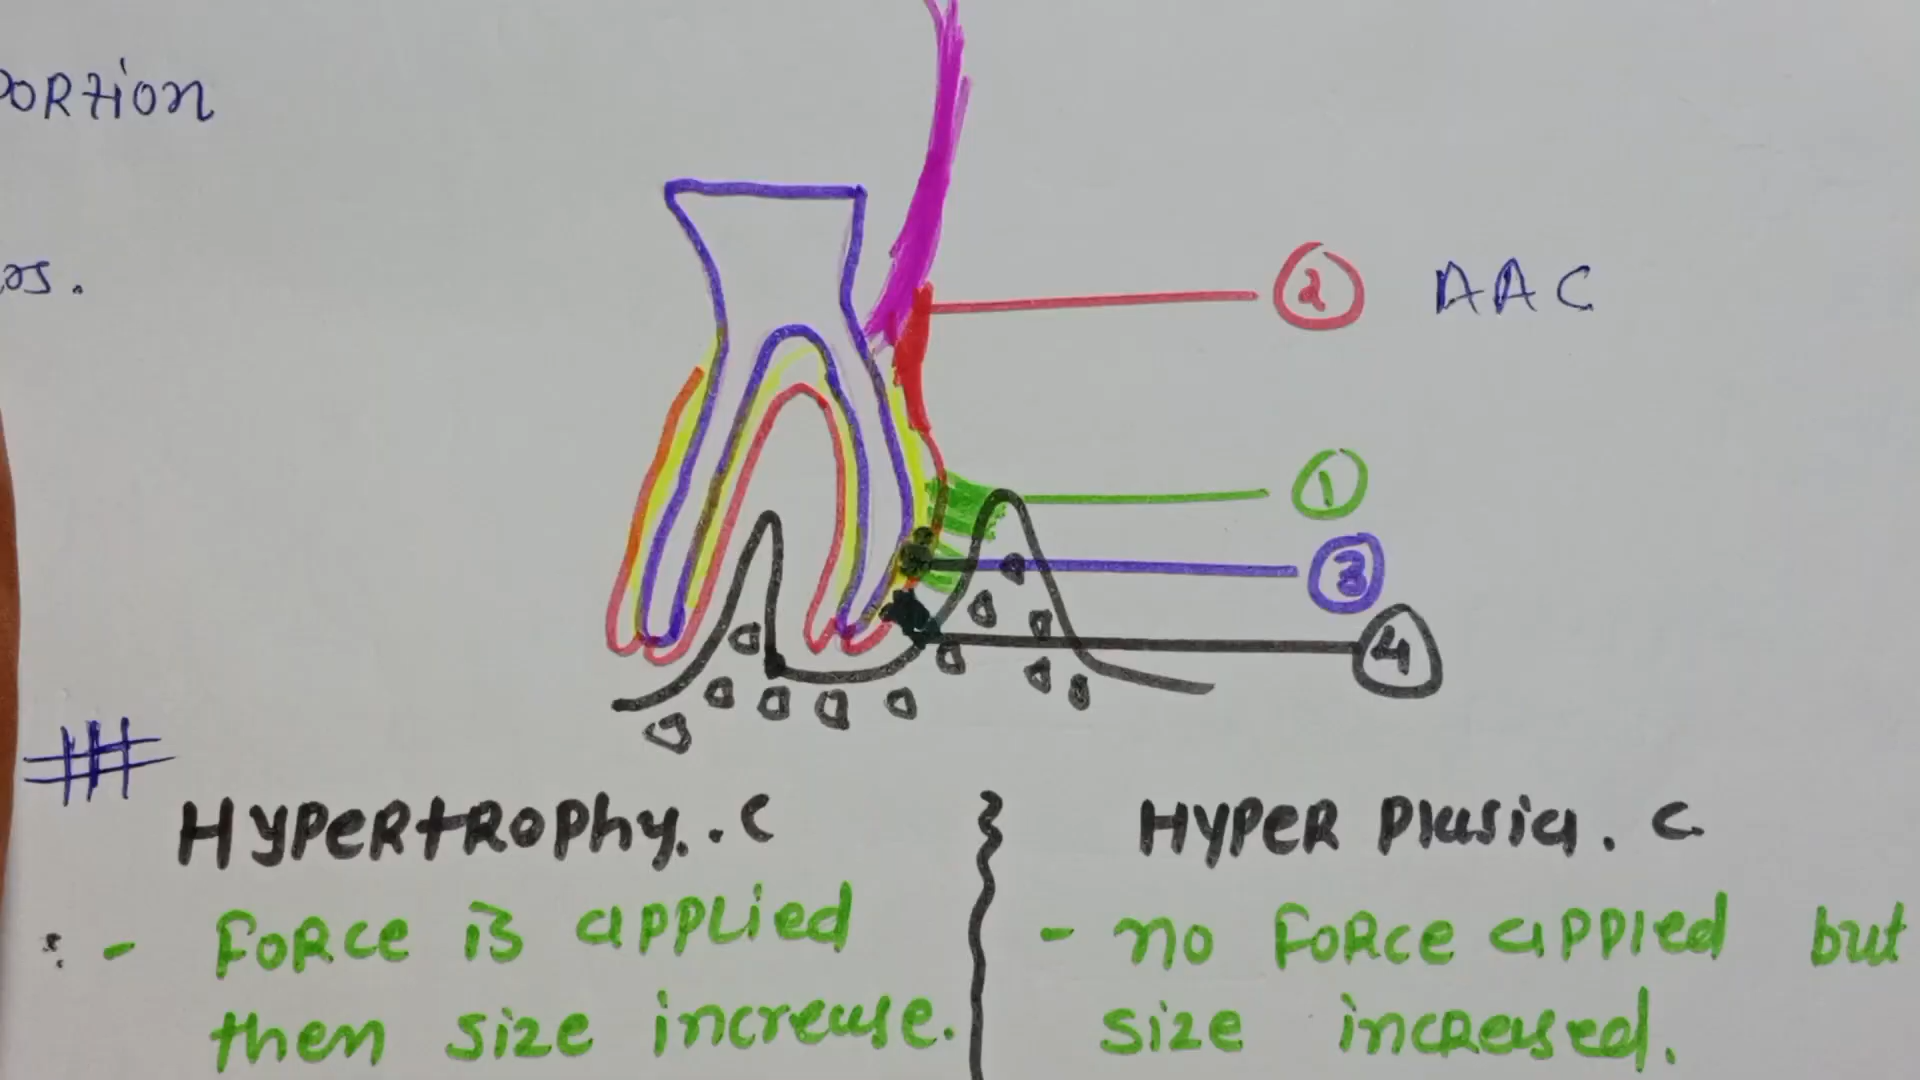 PORtion
os.
2 AAC
1
3
4
HypeRtRophy. . C
HypeR Plasia. C
- FoRce is applied
then size increase.
- no FoRce applied but
size incReased.